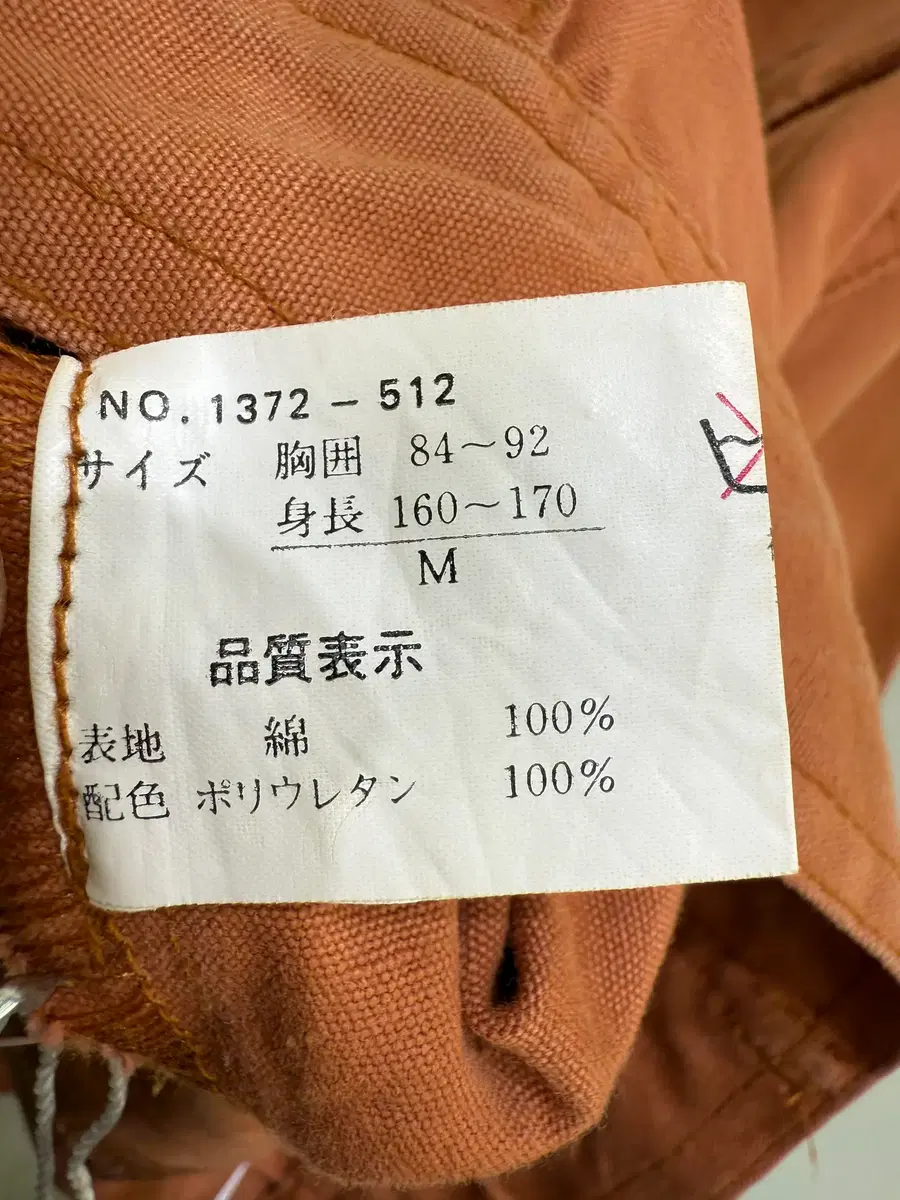 NO. 1372-512
サイズ 胸囲 84~92
身長 160~170
M
品質表示
表地 綿 100%
配色 ポリウレタン 100%